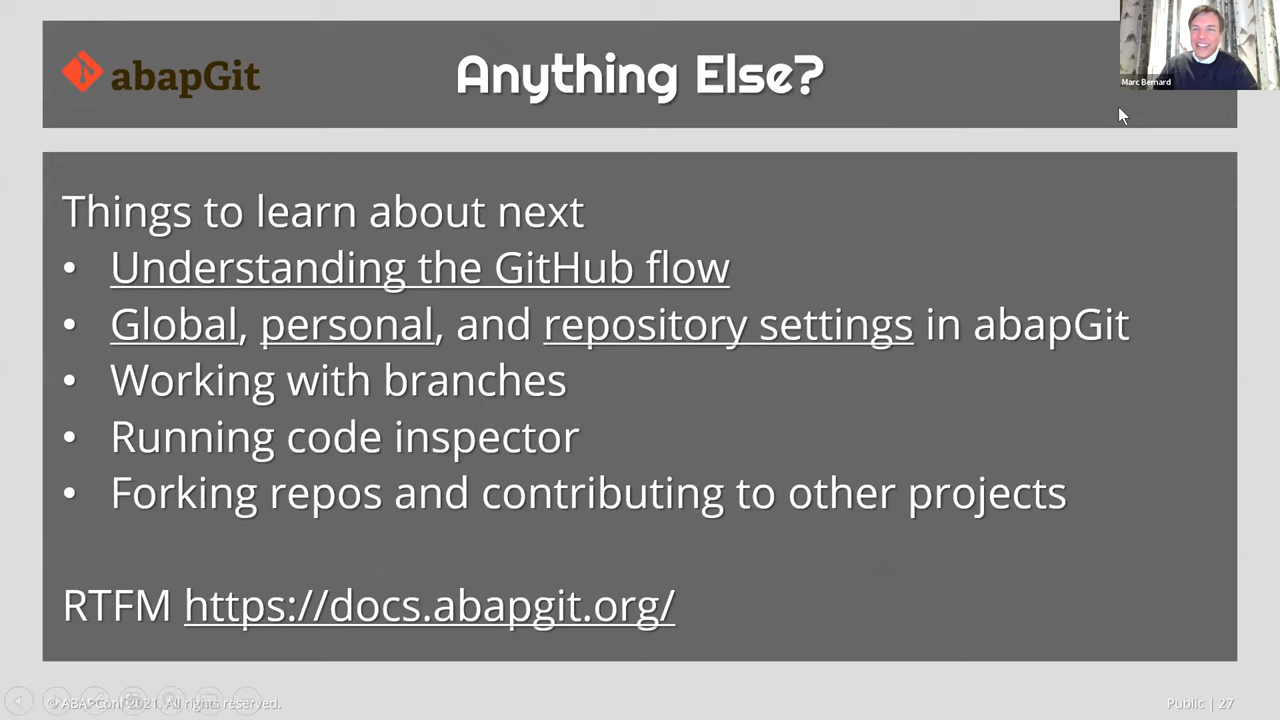 abapGit
Anything Else?
Marc Bernard
Things to learn about next
• Understanding the GitHub flow
• Global, personal, and repository settings in abapGit
• Working with branches
• Running code inspector
• Forking repos and contributing to other projects
RTFM https://docs.abapgit.org/
© ABAPConf 2021. All rights reserved.
Public | 27